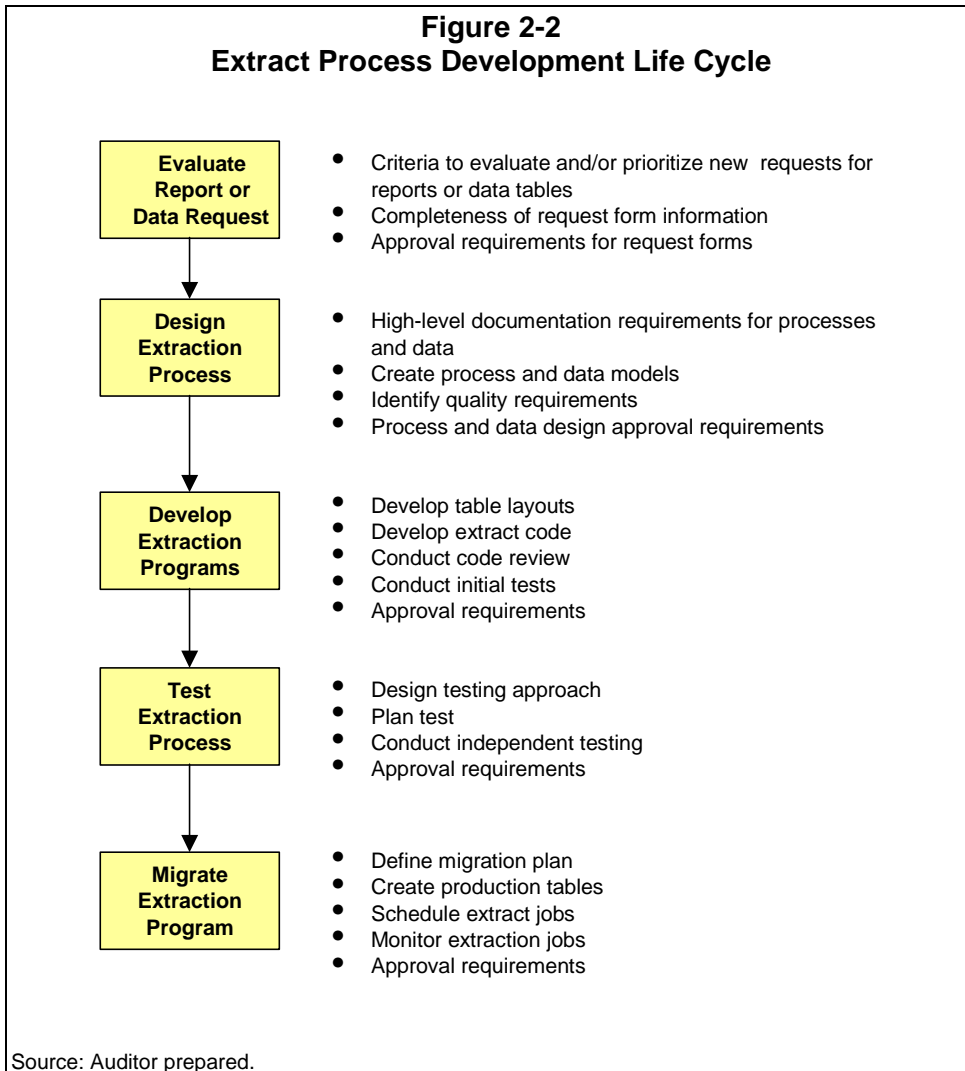 Figure 2-2
Extract Process Development Life Cycle
Evaluate
Report or
Data Request
• Criteria to evaluate and/or prioritize new requests for
reports or data tables
• Completeness of request form information
• Approval requirements for request forms
Design
Extraction
Process
• High-level documentation requirements for processes
and data
• Create process and data models
• Identify quality requirements
• Process and data design approval requirements
Develop
Extraction
Programs
• Develop table layouts
• Develop extract code
• Conduct code review
• Conduct initial tests
• Approval requirements
Test
Extraction
Process
• Design testing approach
• Plan test
• Conduct independent testing
• Approval requirements
Migrate
Extraction
Program
• Define migration plan
• Create production tables
• Schedule extract jobs
• Monitor extraction jobs
• Approval requirements
Source: Auditor prepared.